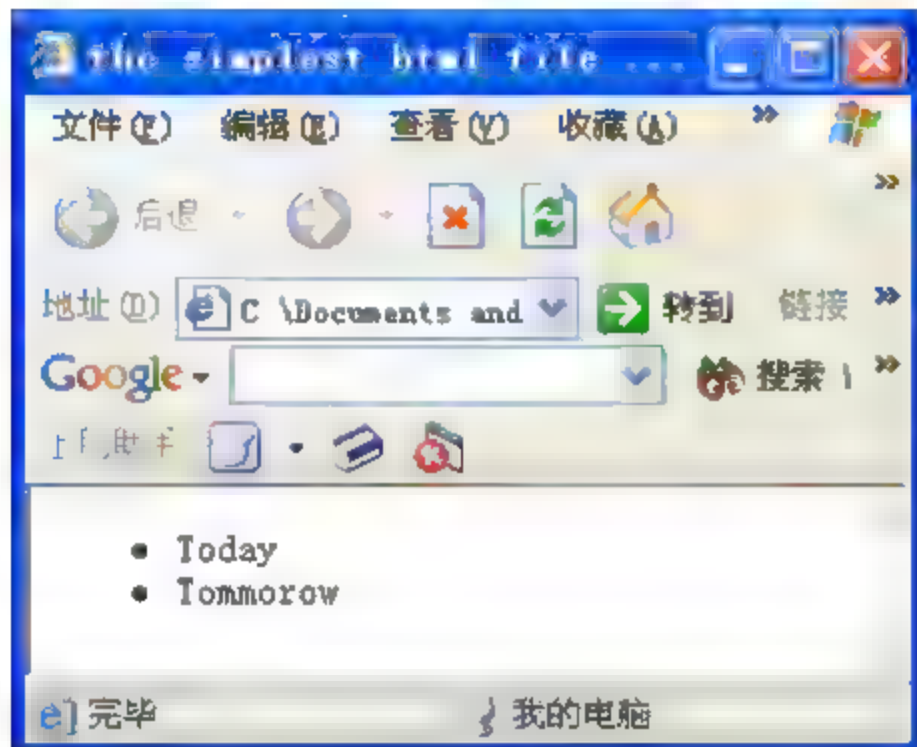 the simplest html file ...
文件(F) 编辑(E) 查看(V) 收藏(A) »
后退 »
地址(D) C \Documents and 转到 链接 »
Google 搜索 »
Today
Tommorow
完毕 我的电脑